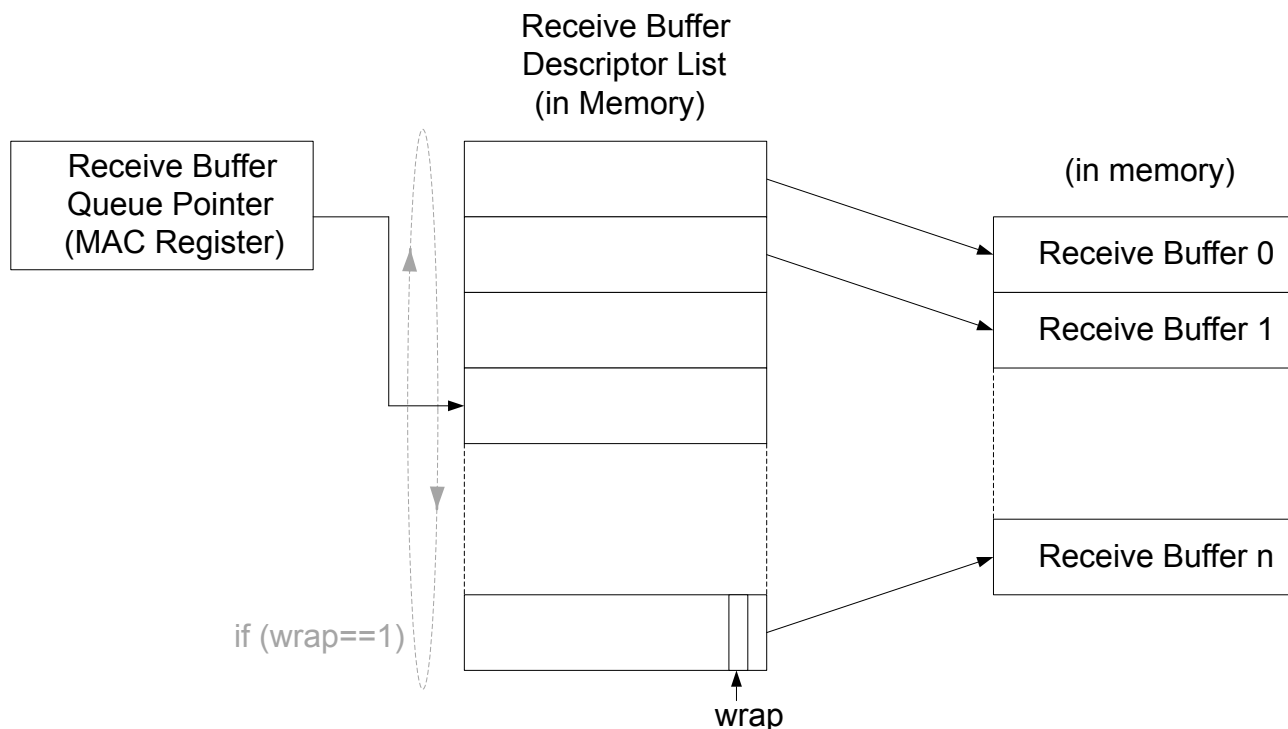 Receive Buffer
Descriptor List
(in Memory)
Receive Buffer
Queue Pointer
(MAC Register)
(in memory)
Receive Buffer 0
Receive Buffer 1
Receive Buffer n
if (wrap==1)
wrap